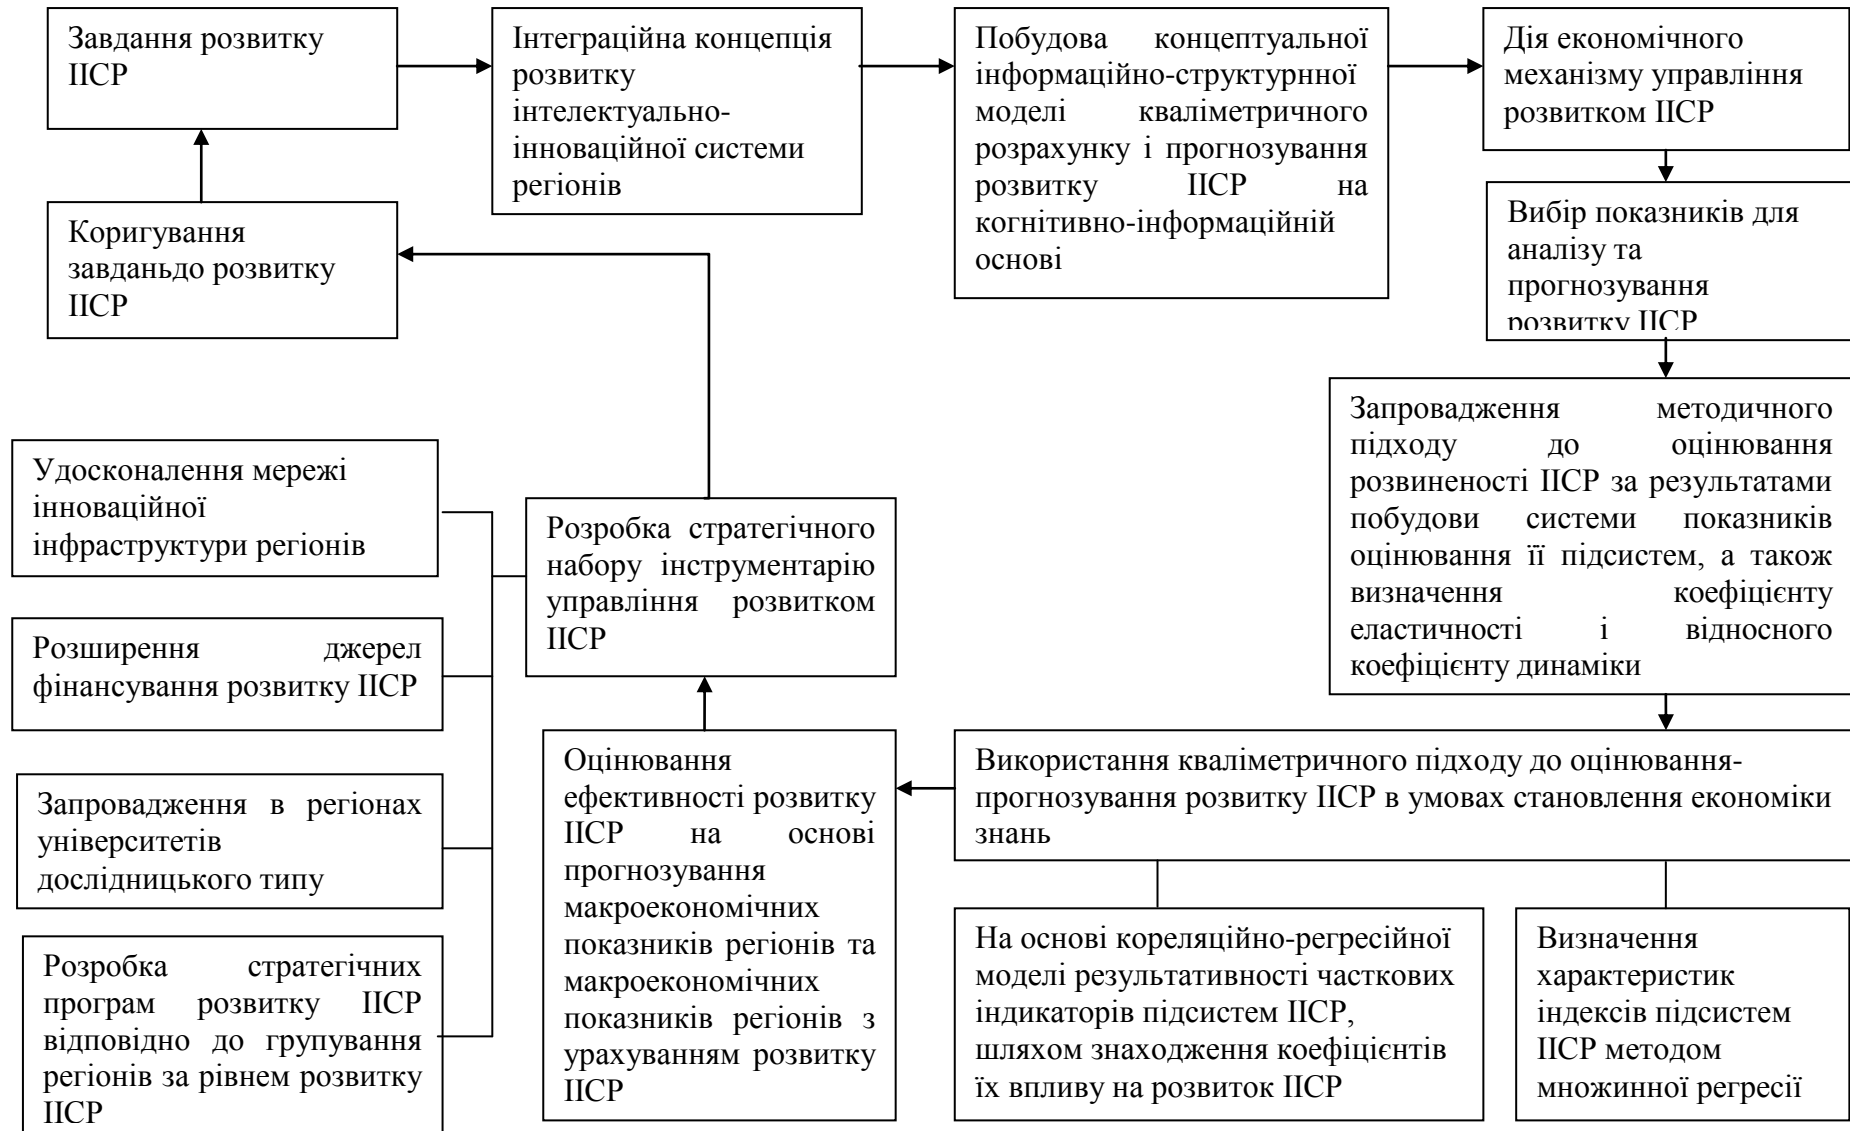 Завдання розвитку
ІІСР
Інтеграційна концепція
розвитку
інтелектуально-
інноваційної системи
регіонів
Побудова концептуальної
інформаційно-структурнної
моделі кваліметричного
розрахунку і прогнозування
розвитку ІІСР на
когнитивно-інформаційній
основі
Дія економічного
механізму управління
розвитком ІІСР
Вибір показників для
аналізу та
прогнозування
розвитку ІІСР
Коригування
завданьдо розвитку
ІІСР
Запровадження методичного
підходу до оцінювання
розвиненості ІІСР за результатами
побудови системи показників
оцінювання її підсистем, а також
визначення коефіцієнту
еластичності і відносного
коефіцієнту динаміки
Удосконалення мережі
інноваційної
інфраструктури регіонів
Розробка стратегічного
набору інструментарію
управління розвитком
ІІСР
Розширення джерел
фінансування розвитку ІІСР
Запровадження в регіонах
університетів
дослідницького типу
Розробка стратегічних
програм розвитку ІІСР
відповідно до групування
регіонів за рівнем розвитку
ІІСР
Оцінювання
ефективності розвитку
ІІСР на основі
прогнозування
макроекономічних
показників регіонів та
макроекономічних
показників регіонів з
урахуванням розвитку
ІІСР
Використання кваліметричного підходу до оцінювання-
прогнозування розвитку ІІСР в умовах становлення економіки
знань
На основі кореляційно-регресійної
моделі результативності часткових
індикаторів підсистем ІІСР,
шляхом знаходження коефіцієнтів
їх впливу на розвиток ІІСР
Визначення
характеристик
індексів підсистем
ІІСР методом
множинної регресії